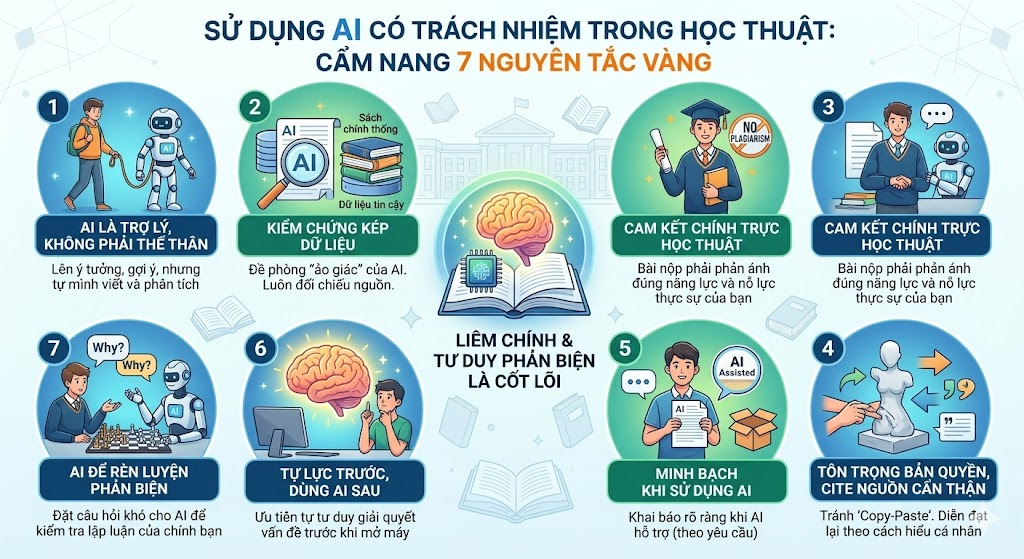 SỬ DỤNG AI CÓ TRÁCH NHIỆM TRONG HỌC THUẬT:
CẨM NANG 7 NGUYÊN TẮC VÀNG
1
AI
AI LÀ TRỢ LÝ,
KHÔNG PHẢI THẾ THÂN
Lên ý tưởng, gợi ý, nhưng
tự mình viết và phân tích
2
AI
AI
Sách
chính thống
Dữ liệu tin cậy
KIỂM CHỨNG KÉP
DỮ LIỆU
Đề phòng “ảo giác” của AI.
Luôn đối chiếu nguồn.
NO
PLAGIARISM
CAM KẾT CHÍNH TRỰC
HỌC THUẬT
Bài nộp phải phản ánh
đúng năng lực và nỗ lực
thực sự của bạn
3
AI
CAM KẾT CHÍNH TRỰC
HỌC THUẬT
Bài nộp phải phản ánh
đúng năng lực và nỗ lực
thực sự của bạn
LIÊM CHÍNH &
TƯ DUY PHẢN BIỆN
LÀ CỐT LÕI
7
Why?
Why?
AI
AI ĐỂ RÈN LUYỆN
PHẢN BIỆN
Đặt câu hỏi khó cho AI để
kiểm tra lập luận của chính bạn
6
TỰ LỰC TRƯỚC,
DÙNG AI SAU
Ưu tiên tự tư duy giải quyết
vấn đề trước khi mở máy
5
AI
Assisted
AI
MINH BẠCH
KHI SỬ DỤNG AI
Khai báo rõ ràng khi AI
hỗ trợ (theo yêu cầu)
4
TÔN TRỌNG BẢN QUYỀN,
CITE NGUỒN CẨN THẬN
Tránh ‘Copy-Paste’. Diễn đạt
lại theo cách hiểu cá nhân